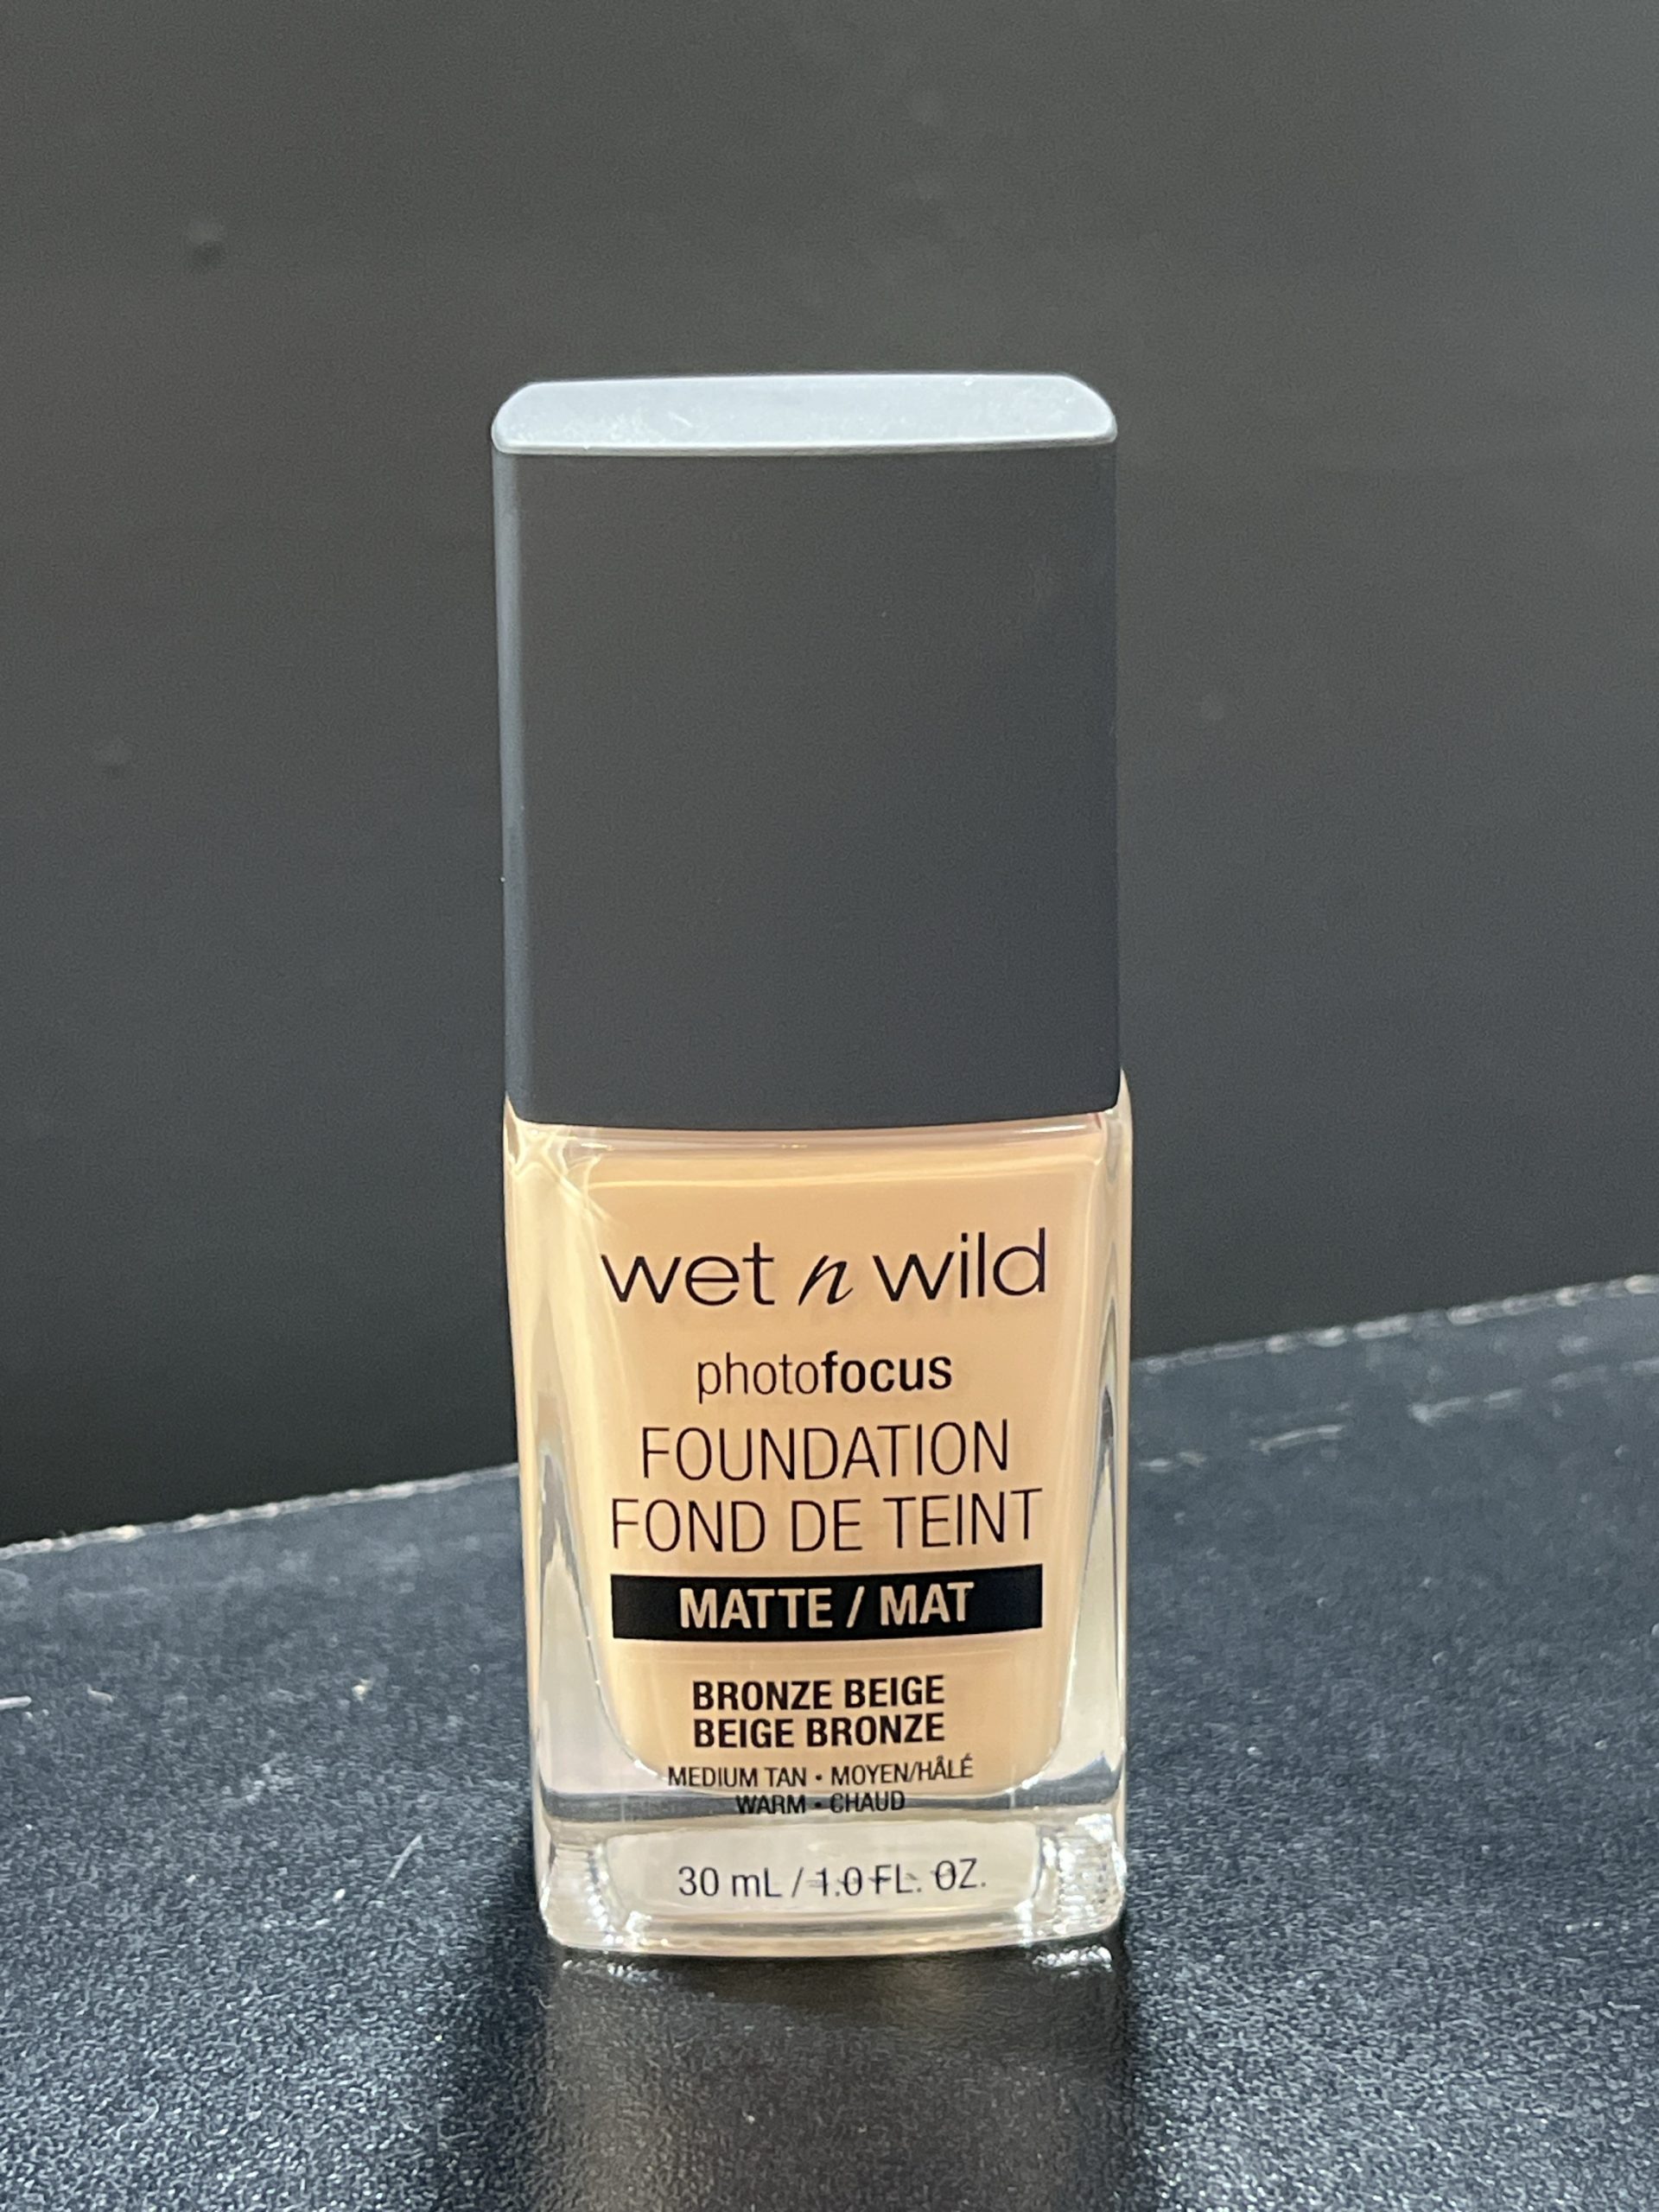 wet n wild
photofocus
FOUNDATION
FOND DE TEINT
MATTE / MAT
BRONZE BEIGE
BEIGE BRONZE
MEDIUM TAN • MOYEN/HÂLÉ
WARM • CHAUD
30 mL / 1.0 FL. OZ.